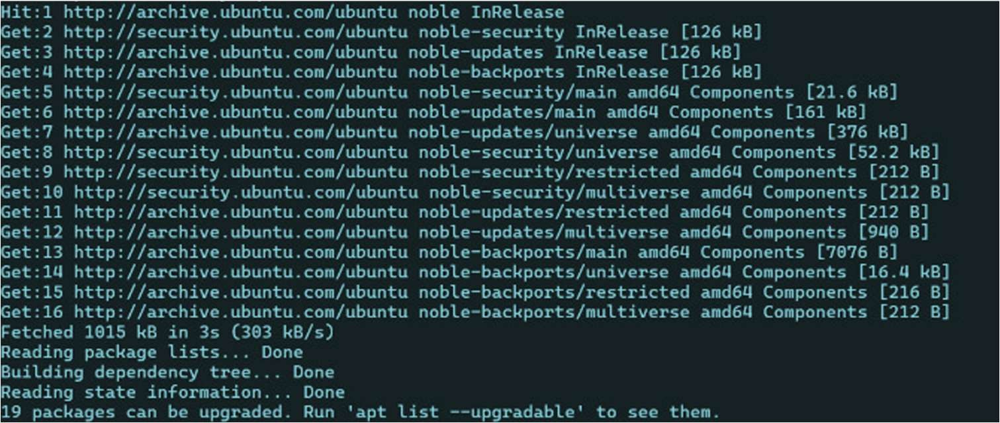 Hit:1 http://archive.ubuntu.com/ubuntu noble InRelease
Get:2 http://security.ubuntu.com/ubuntu noble-security InRelease [126 kB]
Get:3 http://archive.ubuntu.com/ubuntu noble-updates InRelease [126 kB]
Get:4 http://archive.ubuntu.com/ubuntu noble-backports InRelease [126 kB]
Get:5 http://security.ubuntu.com/ubuntu noble-security/main amd64 Components [21.6 kB]
Get:6 http://archive.ubuntu.com/ubuntu noble-updates/main amd64 Components [161 kB]
Get:7 http://archive.ubuntu.com/ubuntu noble-updates/universe amd64 Components [376 kB]
Get:8 http://security.ubuntu.com/ubuntu noble-security/universe amd64 Components [52.2 kB]
Get:9 http://security.ubuntu.com/ubuntu noble-security/restricted amd64 Components [212 B]
Get:10 http://security.ubuntu.com/ubuntu noble-security/multiverse amd64 Components [212 B]
Get:11 http://archive.ubuntu.com/ubuntu noble-updates/restricted amd64 Components [212 B]
Get:12 http://archive.ubuntu.com/ubuntu noble-updates/multiverse amd64 Components [940 B]
Get:13 http://archive.ubuntu.com/ubuntu noble-backports/main amd64 Components [7076 B]
Get:14 http://archive.ubuntu.com/ubuntu noble-backports/universe amd64 Components [16.4 kB]
Get:15 http://archive.ubuntu.com/ubuntu noble-backports/restricted amd64 Components [216 B]
Get:16 http://archive.ubuntu.com/ubuntu noble-backports/multiverse amd64 Components [212 B]
Fetched 1015 kB in 3s (303 kB/s)
Reading package lists... Done
Building dependency tree... Done
Reading state information... Done
19 packages can be upgraded. Run 'apt list --upgradable' to see them.